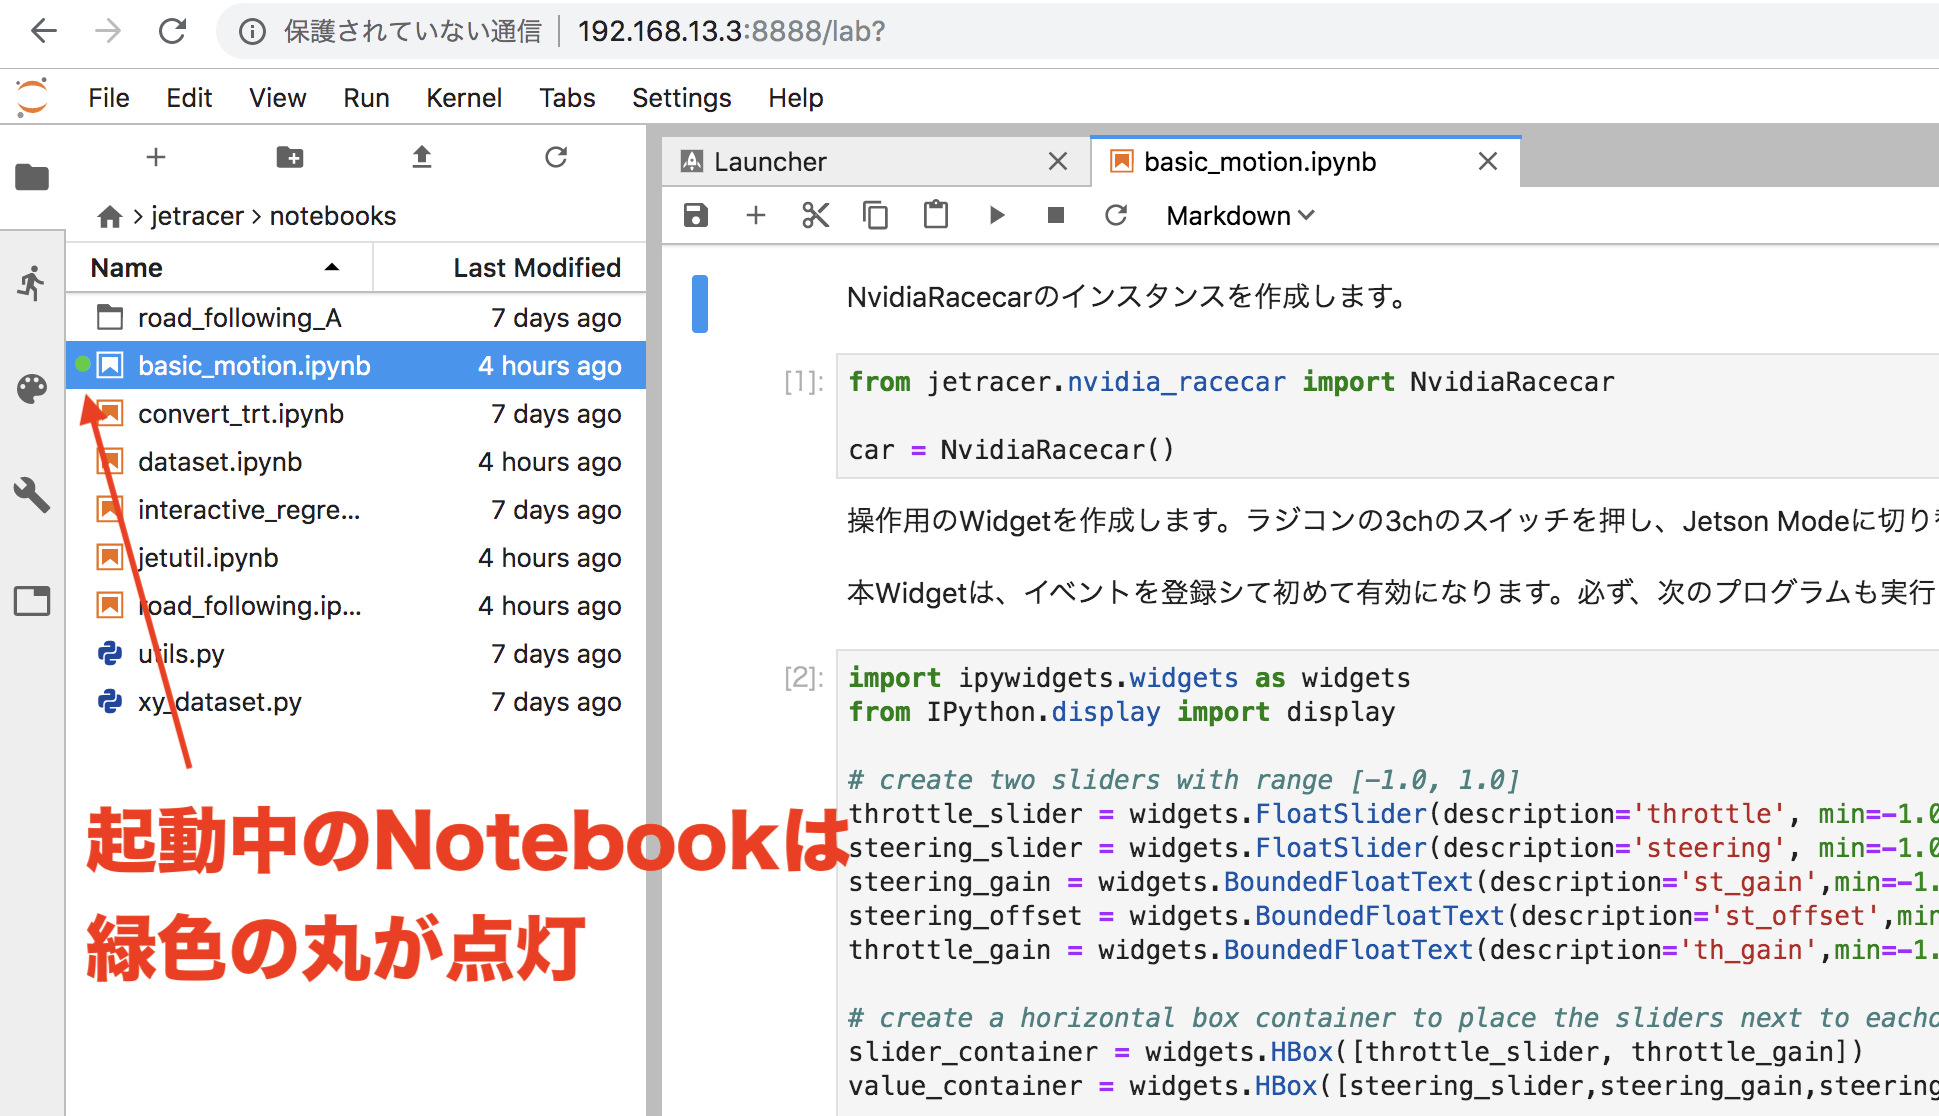 保護されていない通信 192.168.13.3:8888/lab?
File Edit View Run Kernel Tabs Settings Help
Launcher
basic_motion.ipynb
jetracer > notebooks
Markdown
Name Last Modified
road_following_A 7 days ago
basic_motion.ipynb 4 hours ago
convert_trt.ipynb 7 days ago
dataset.ipynb 4 hours ago
interactive_regre... 7 days ago
jetutil.ipynb 4 hours ago
road_following.ip... 4 hours ago
utils.py 7 days ago
xy_dataset.py 7 days ago
起動中のNotebookは
緑色の丸が点灯
NvidiaRacecarのインスタンスを作成します。
[1]: from jetracer.nvidia_racecar import NvidiaRacecar
car = NvidiaRacecar()
操作用のWidgetを作成します。ラジコンの3chのスイッチを押し、Jetson Modeに切り
本Widgetは、イベントを登録シて初めて有効になります。必ず、次のプログラムも実行
[2]: import ipywidgets.widgets as widgets
from IPython.display import display
# create two sliders with range [-1.0, 1.0]
throttle_slider = widgets.FloatSlider(description='throttle', min=-1.0
steering_slider = widgets.FloatSlider(description='steering', min=-1.0
steering_gain = widgets.BoundedFloatText(description='st_gain',min=-1.
steering_offset = widgets.BoundedFloatText(description='st_offset',min
throttle_gain = widgets.BoundedFloatText(description='th_gain',min=-1.
# create a horizontal box container to place the sliders next to eacho
slider_container = widgets.HBox([throttle_slider, throttle_gain])
value_container = widgets.HBox([steering_slider,steering_gain,steering